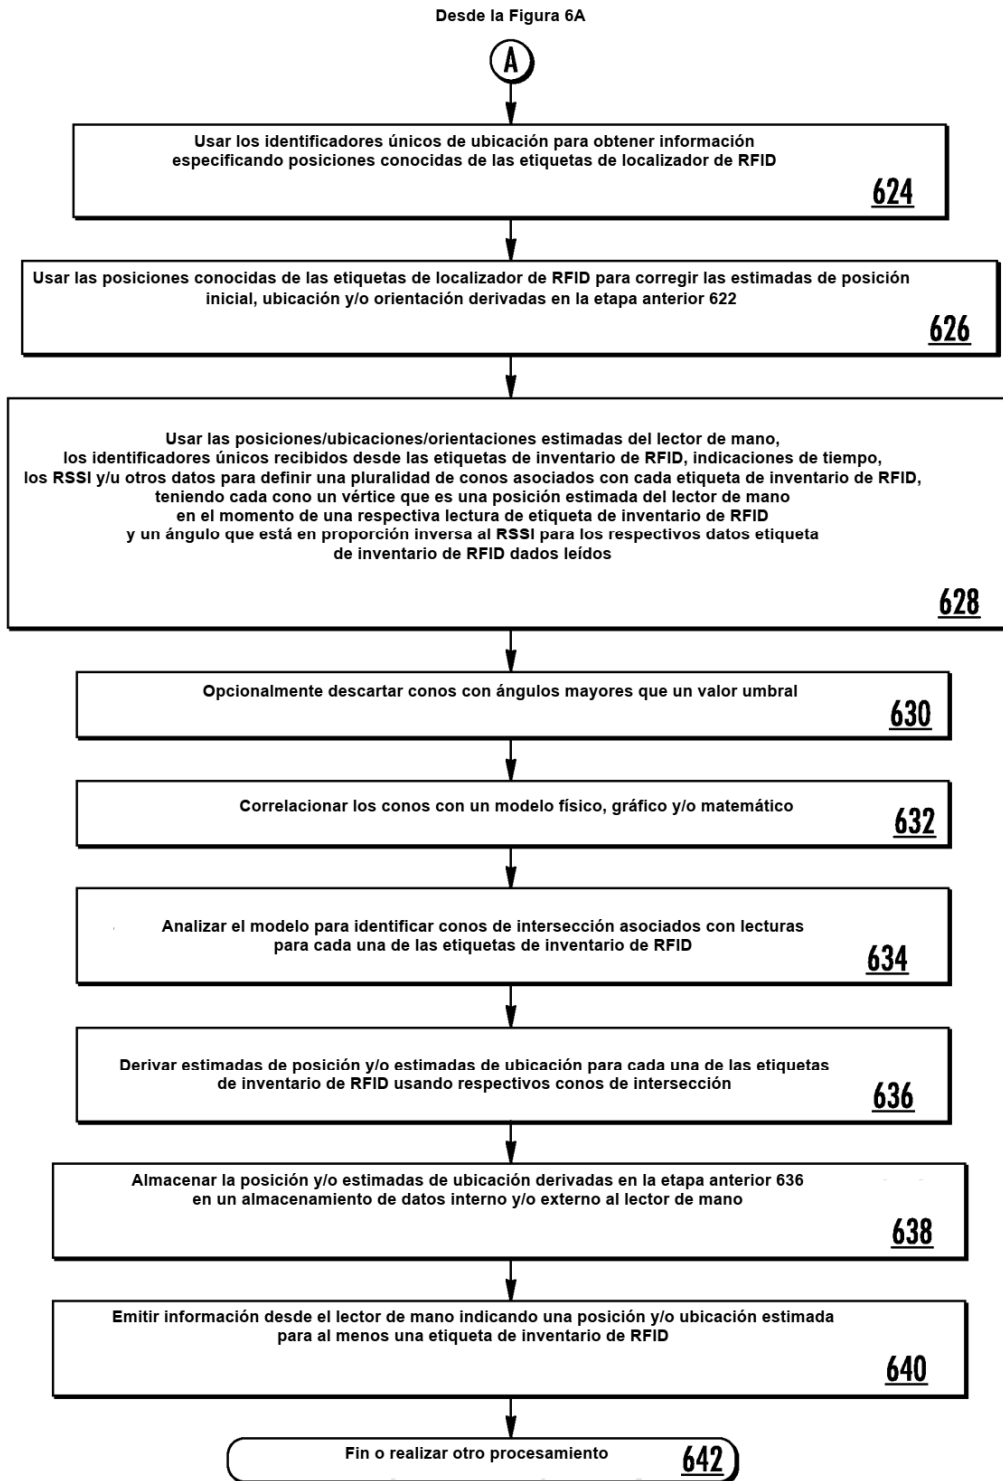 Desde la Figura 6A
A
Usar los identificadores únicos de ubicación para obtener información
especificando posiciones conocidas de las etiquetas de localizador de RFID
624
Usar las posiciones conocidas de las etiquetas de localizador de RFID para corregir las estimadas de posición
inicial, ubicación y/o orientación derivadas en la etapa anterior 622
626
Usar las posiciones/ubicaciones/orientaciones estimadas del lector de mano,
los identificadores únicos recibidos desde las etiquetas de inventario de RFID, indicaciones de tiempo,
los RSSI y/u otros datos para definir una pluralidad de conos asociados con cada etiqueta de inventario de RFID,
teniendo cada cono un vértice que es una posición estimada del lector de mano
en el momento de una respectiva lectura de etiqueta de inventario de RFID
y un ángulo que está en proporción inversa al RSSI para los respectivos datos etiqueta
de inventario de RFID dados leídos
628
Opcionalmente descartar conos con ángulos mayores que un valor umbral
630
Correlacionar los conos con un modelo físico, gráfico y/o matemático
632
Analizar el modelo para identificar conos de intersección asociados con lecturas
para cada una de las etiquetas de inventario de RFID
634
Derivar estimadas de posición y/o estimadas de ubicación para cada una de las etiquetas
de inventario de RFID usando respectivos conos de intersección
636
Almacenar la posición y/o estimadas de ubicación derivadas en la etapa anterior 636
en un almacenamiento de datos interno y/o externo al lector de mano
638
Emitir información desde el lector de mano indicando una posición y/o ubicación estimada
para al menos una etiqueta de inventario de RFID
640
Fin o realizar otro procesamiento
642